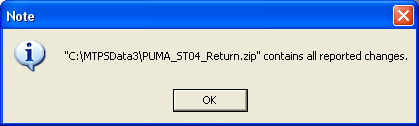 Note
"C:\MTPSData3\PUMA_ST04_Return.zip" contains all reported changes.
OK